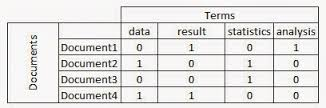 Terms
data result statistics analysis
Documents
Document1 0 1 0 1
Document2 1 0 1 0
Document3 0 0 1 0
Document4 1 1 0 0